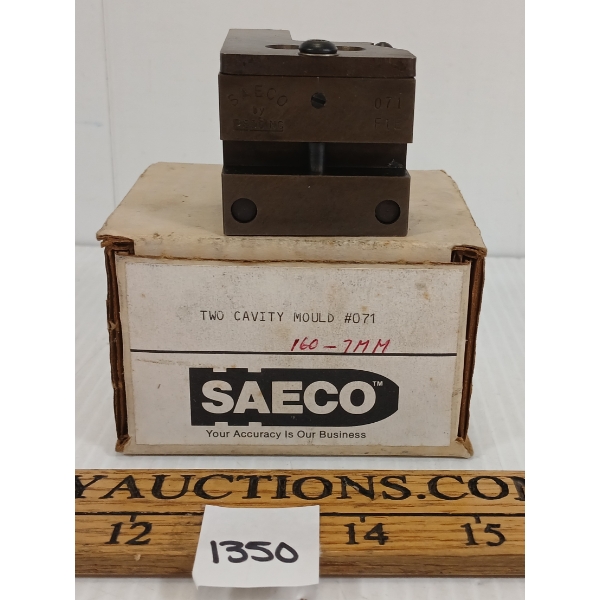 SAECO
071
TWO CAVITY MOULD #071
160-7MM
SAECO™
Your Accuracy Is Our Business
YAUCTIONS.COM
12 14 15
1350